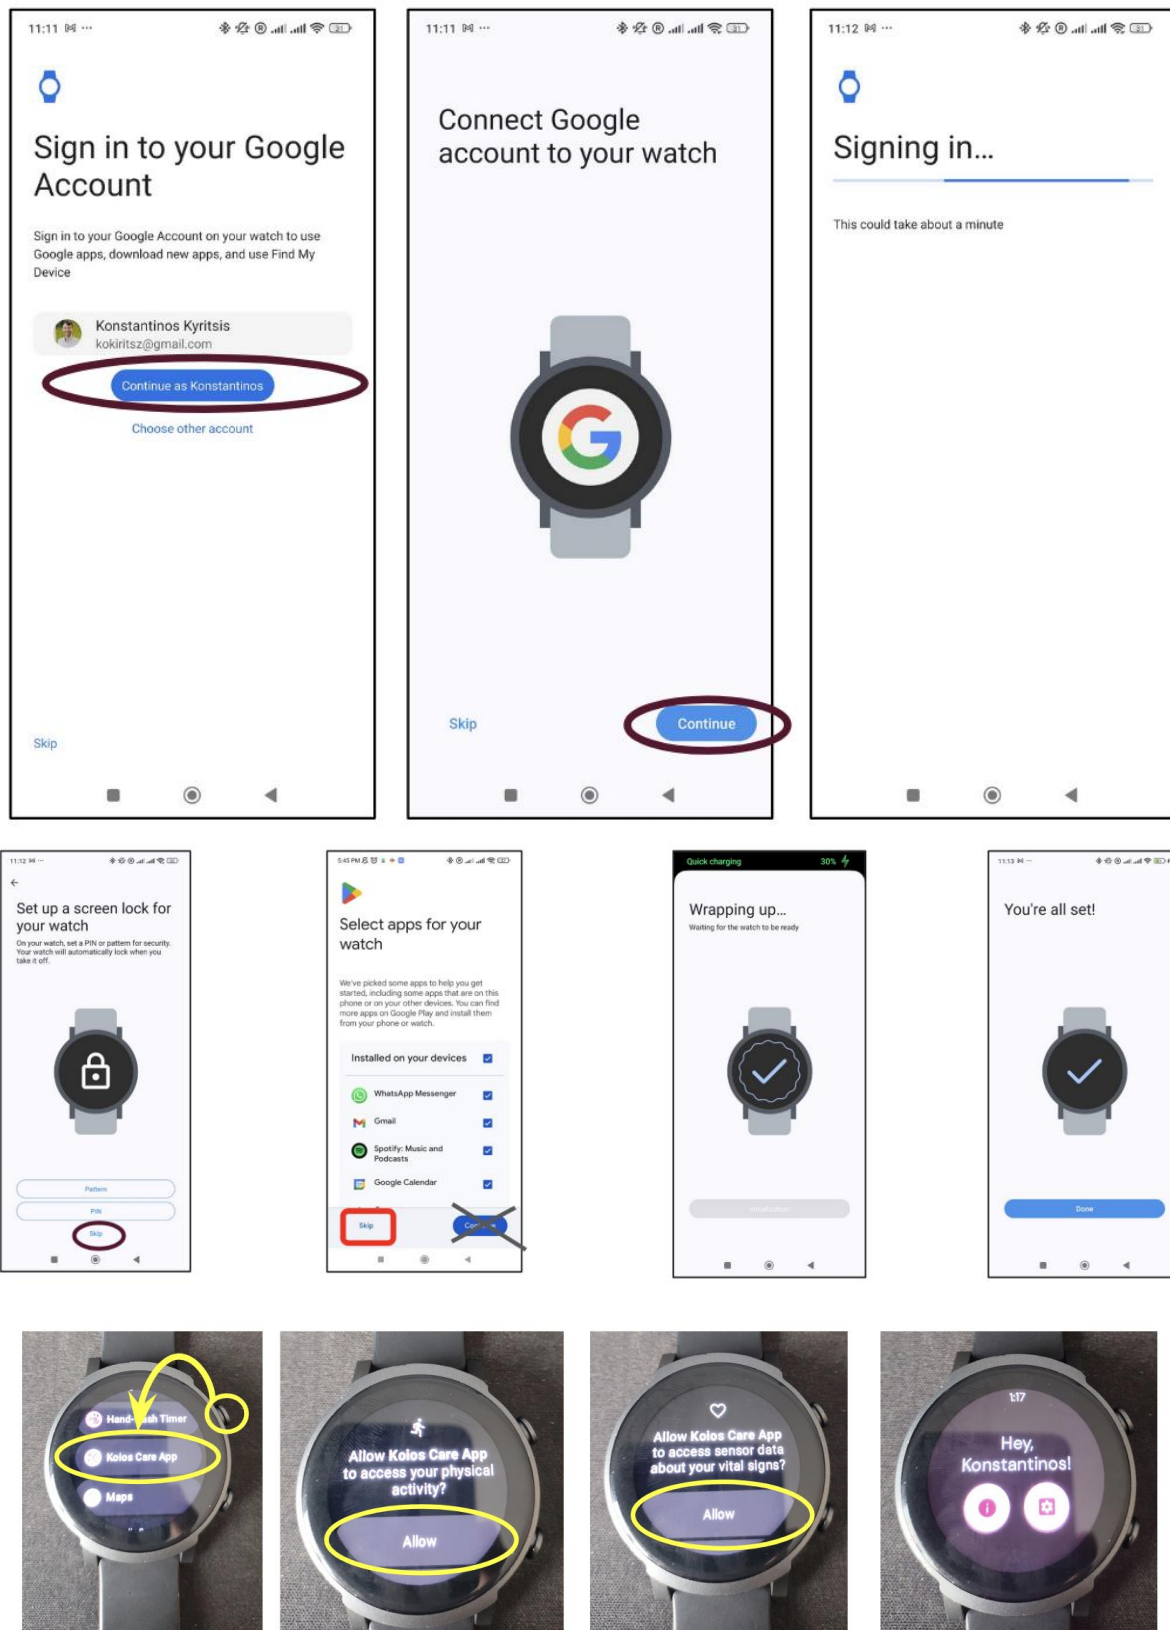 11:11
Sign in to your Google
Account
Sign in to your Google Account on your watch to use
Google apps, download new apps, and use Find My
Device
Konstantinos Kyritsis
kokiritsz@gmail.com
Continue as Konstantinos
Choose other account
Skip
11:11
Connect Google
account to your watch
Skip
Continue
11:12
Signing in...
This could take about a minute
11:12
Set up a screen lock for
your watch
On your watch, set a PIN or pattern for security.
Your watch will automatically lock when you
take it off.
Pattern
PIN
Skip
5:45 PM
Select apps for your
watch
We've picked some apps to help you get
started, including some apps that are on this
phone or on your other devices. You can find
more apps on Google Play and install them
from your phone or watch.
Installed on your devices
WhatsApp Messenger
Gmail
Spotify: Music and
Podcasts
Google Calendar
Skip
Quick charging 30%
Wrapping up...
Waiting for the watch to be ready
11:13
You're all set!
Done
Timer
Kolos Care App
Maps
Allow Kolos Care App
to access your physical
activity?
Allow
Allow Kolos Care App
to access sensor data
about your vital signs?
Allow
1:17
Hey,
Konstantinos!